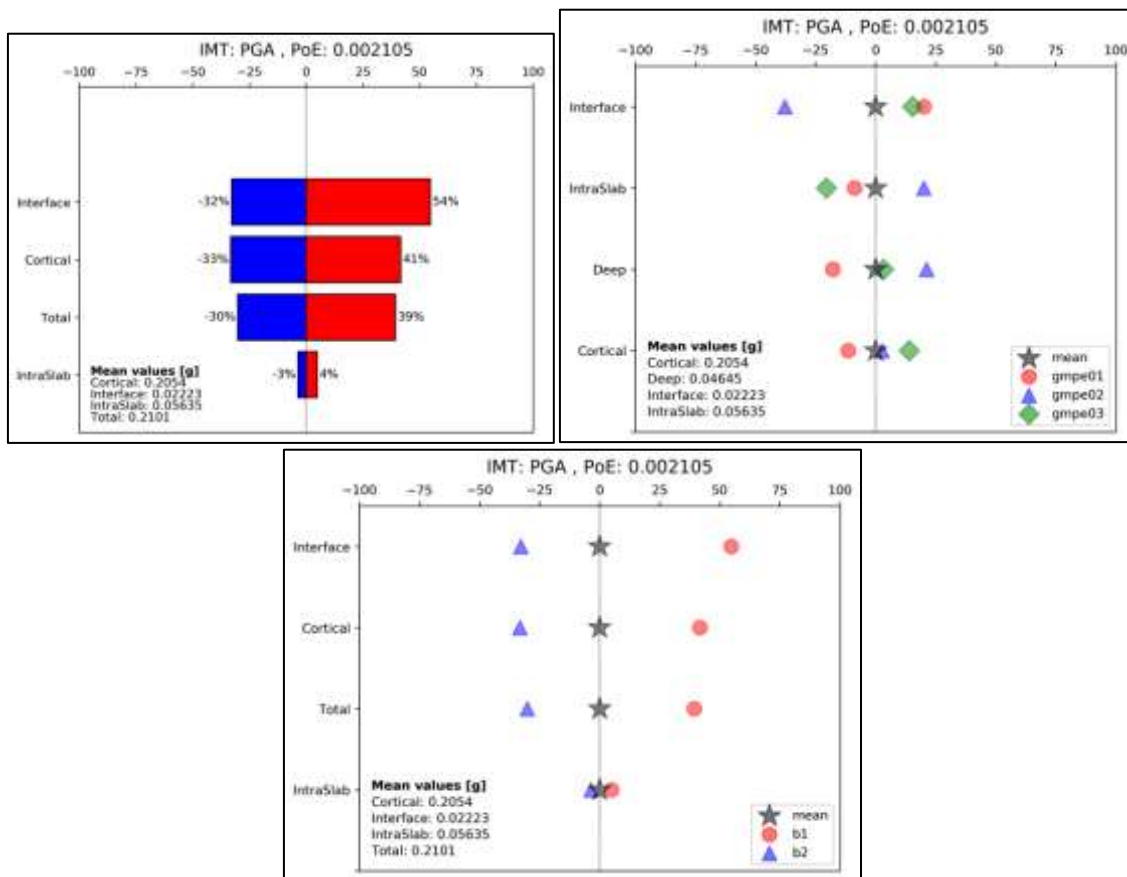 IMT: PGA , PoE: 0.002105
−100 −75 −50 −25 0 25 50 75 100
Interface
-32%
54%
Cortical
-33%
41%
Total
-30%
39%
IntraSlab
-3%
4%
Mean values [g]
Cortical: 0.2054
Interface: 0.02223
IntraSlab: 0.05635
Total: 0.2101
IMT: PGA , PoE: 0.002105
−100 −75 −50 −25 0 25 50 75 100
Interface
IntraSlab
Deep
Cortical
Mean values [g]
Cortical: 0.2054
Deep: 0.04645
Interface: 0.02223
IntraSlab: 0.05635
mean
gmpe01
gmpe02
gmpe03
IMT: PGA , PoE: 0.002105
−100 −75 −50 −25 0 25 50 75 100
Interface
Cortical
Total
IntraSlab
Mean values [g]
Cortical: 0.2054
Interface: 0.02223
IntraSlab: 0.05635
Total: 0.2101
mean
b1
b2